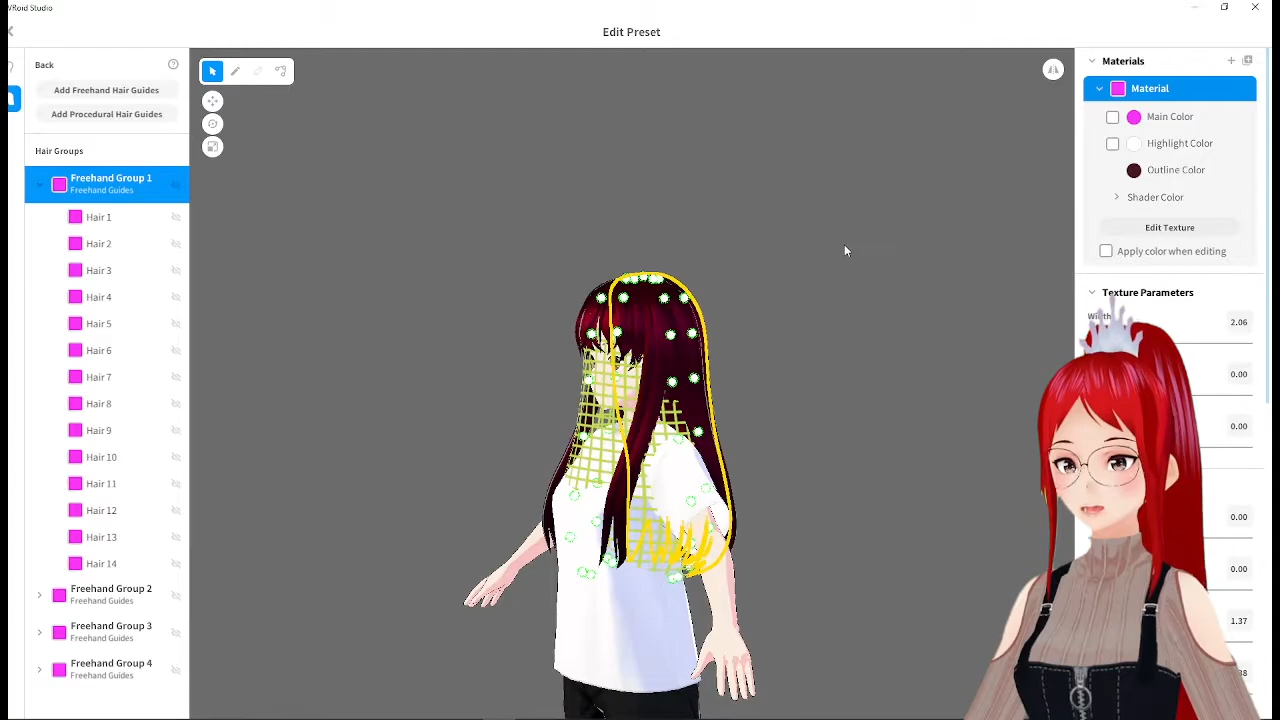 VRoid Studio
Edit Preset
Back
Add Freehand Hair Guides
Add Procedural Hair Guides
Hair Groups
Freehand Group 1
Freehand Guides
Hair 1
Hair 2
Hair 3
Hair 4
Hair 5
Hair 6
Hair 7
Hair 8
Hair 9
Hair 10
Hair 11
Hair 12
Hair 13
Hair 14
Freehand Group 2
Freehand Guides
Freehand Group 3
Freehand Guides
Freehand Group 4
Freehand Guides
Materials
Material
Main Color
Highlight Color
Outline Color
Shader Color
Edit Texture
Apply color when editing
Texture Parameters
Width
2.06
0.00
0.00
0.00
0.00
1.37